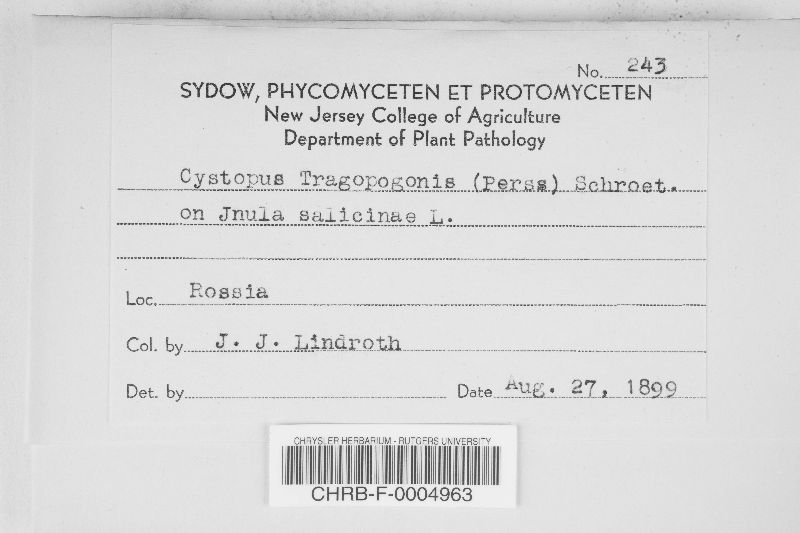 No. 243
SYDOW, PHYCOMYCETEN ET PROTOMYCETEN
New Jersey College of Agriculture
Department of Plant Pathology
Cystopus Tragopogonis (Perss) Schroet.
on Jnula salicinae L.
Loc. Rossia
Col. by J. J. Lindroth
Det. by
Date Aug. 27, 1899
CHRYSLER HERBARIUM - RUTGERS UNIVERSITY
CHRB-F-0004963